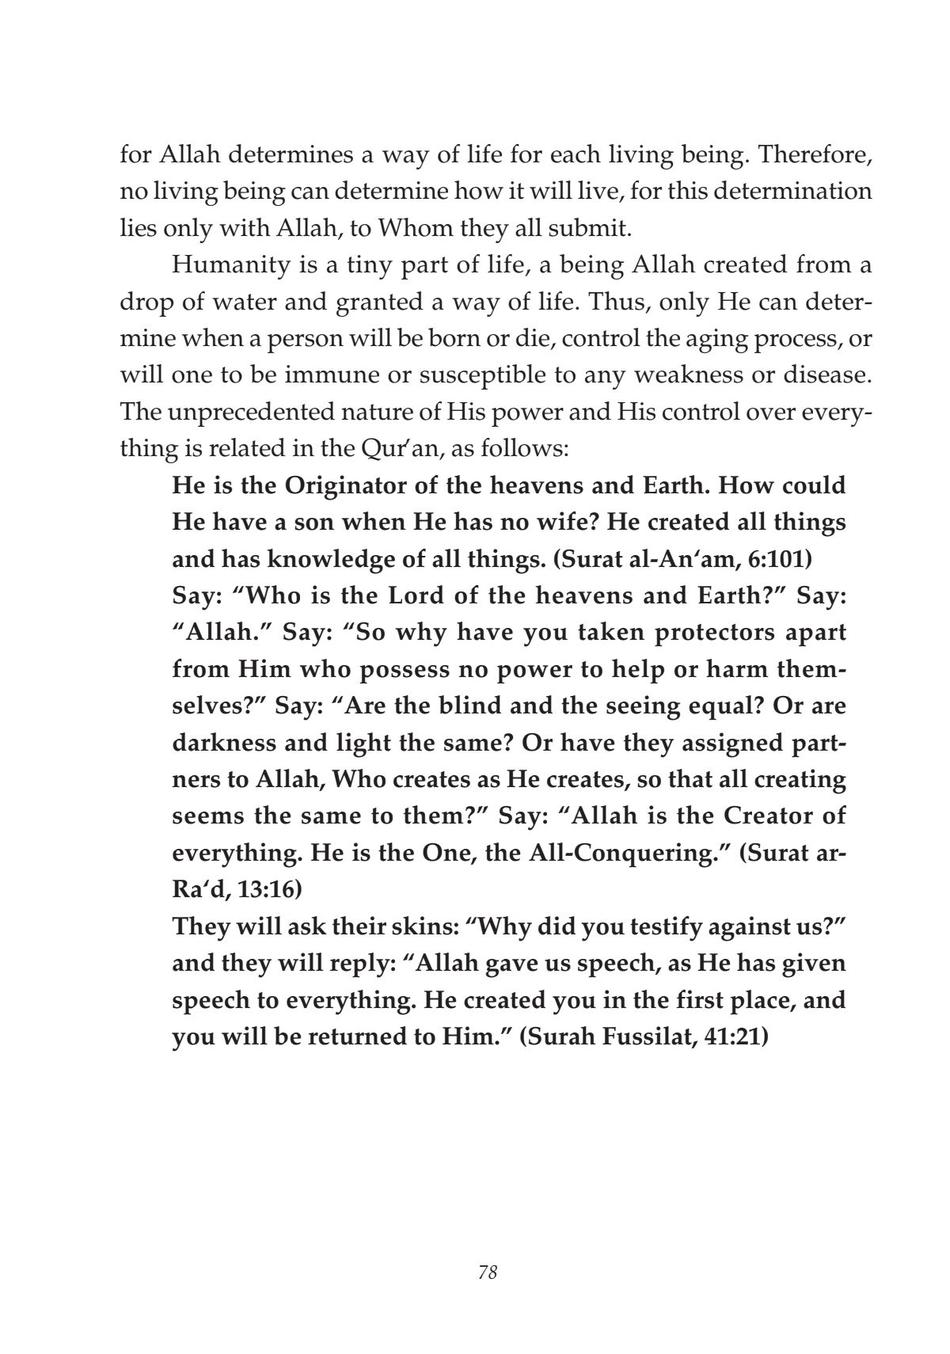 for Allah determines a way of life for each living being. Therefore,
no living being can determine how it will live, for this determination
lies only with Allah, to Whom they all submit.
Humanity is a tiny part of life, a being Allah created from a
drop of water and granted a way of life. Thus, only He can deter-
mine when a person will be born or die, control the aging process, or
will one to be immune or susceptible to any weakness or disease.
The unprecedented nature of His power and His control over every-
thing is related in the Qur’an, as follows:
He is the Originator of the heavens and Earth. How could
He have a son when He has no wife? He created all things
and has knowledge of all things. (Surat al-An‘am, 6:101)
Say: “Who is the Lord of the heavens and Earth?” Say:
“Allah.” Say: “So why have you taken protectors apart
from Him who possess no power to help or harm them-
selves?” Say: “Are the blind and the seeing equal? Or are
darkness and light the same? Or have they assigned part-
ners to Allah, Who creates as He creates, so that all creating
seems the same to them?” Say: “Allah is the Creator of
everything. He is the One, the All-Conquering.” (Surat ar-
Ra‘d, 13:16)
They will ask their skins: “Why did you testify against us?”
and they will reply: “Allah gave us speech, as He has given
speech to everything. He created you in the first place, and
you will be returned to Him.” (Surah Fussilat, 41:21)
78